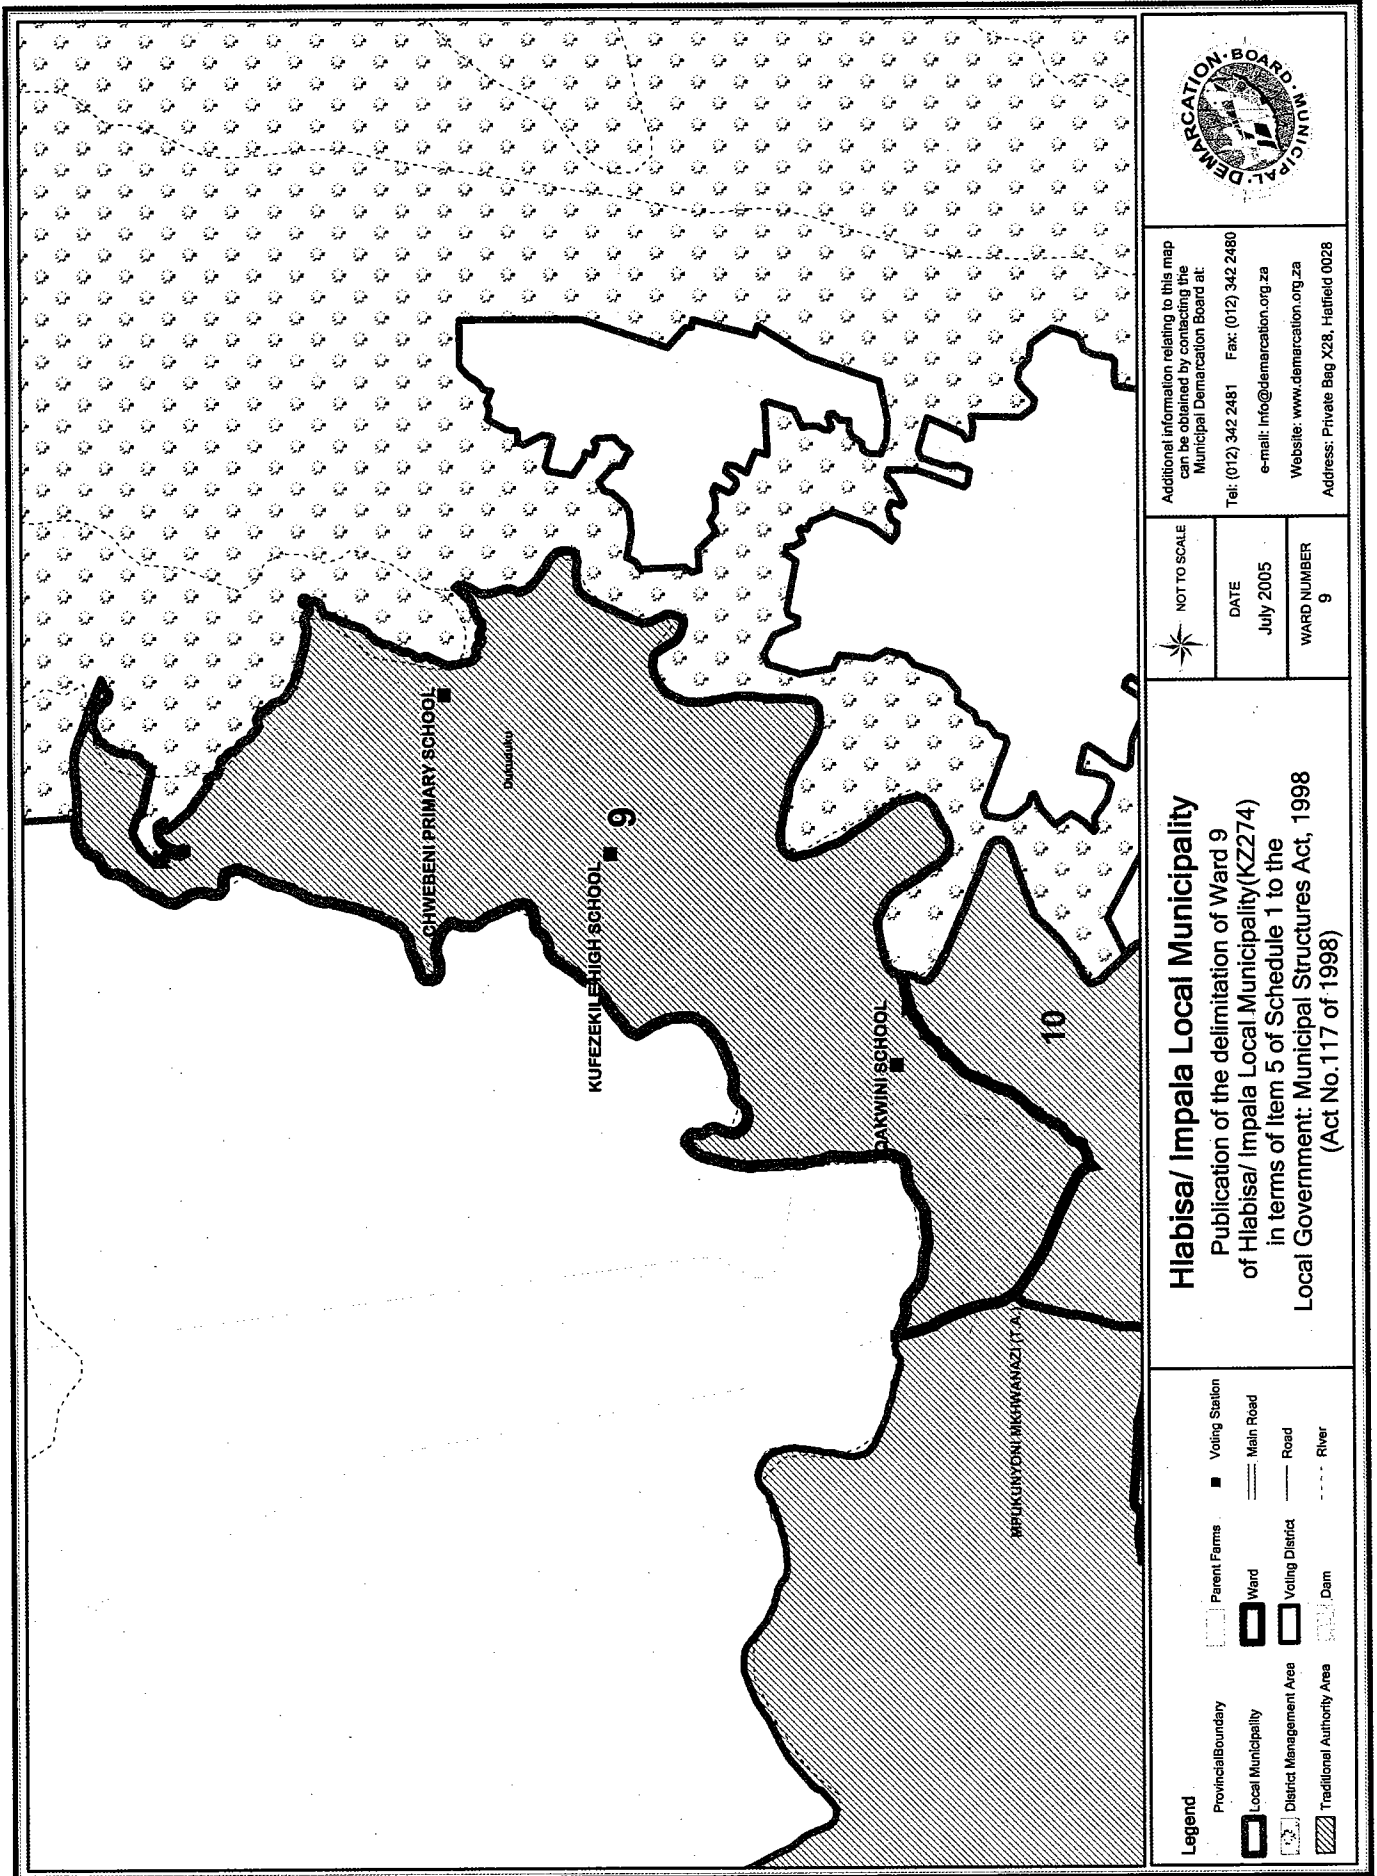 CHWEBENI PRIMARY SCHOOL
Dukuduku
9
KUFEZEKILE HIGH SCHOOL
QAKWINI SCHOOL
10
MPUKUNYONI MKHWANAZI (T.A.)
Legend
ProvincialBoundary
Local Municipality
District Management Area
Traditional Authority Area
Parent Farms
Ward
Voting District
Dam
Voting Station
Main Road
Road
River
Hlabisa/ Impala Local Municipality
Publication of the delimitation of Ward 9
of Hlabisa/ Impala Local Municipality(KZ274)
in terms of Item 5 of Schedule 1 to the
Local Government: Municipal Structures Act, 1998
(Act No.117 of 1998)
NOT TO SCALE
DATE
July 2005
WARD NUMBER
9
Additional information relating to this map
can be obtained by contacting the
Municipal Demarcation Board at:
Tel: (012) 342 2481 Fax: (012) 342 2480
e-mail: info@demarcation.org.za
Website: www.demarcation.org.za
Address: Private Bag X28, Hatfield 0028
MUNICIPAL·DEMARCATION·BOARD·